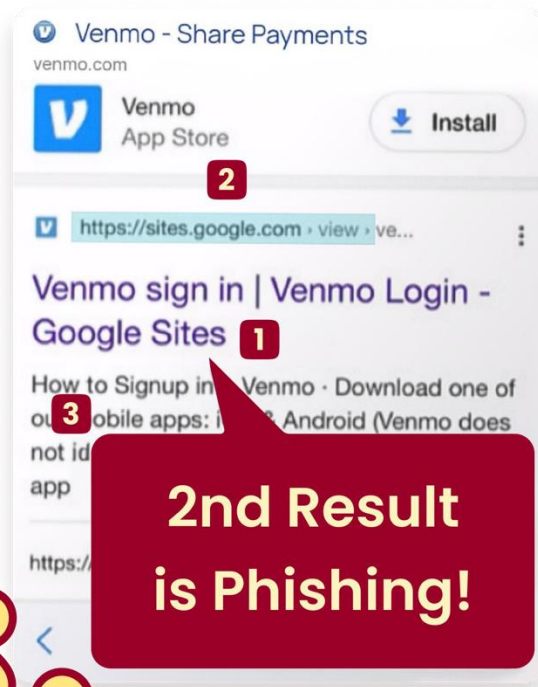 Venmo - Share Payments
venmo.com
Venmo
App Store
Install
2
https://sites.google.com › view › ve...
Venmo sign in | Venmo Login -
Google Sites 1
How to Signup in Venmo · Download one of
3 obile apps: & Android (Venmo does
not
app
2nd Result
is Phishing!
https:/